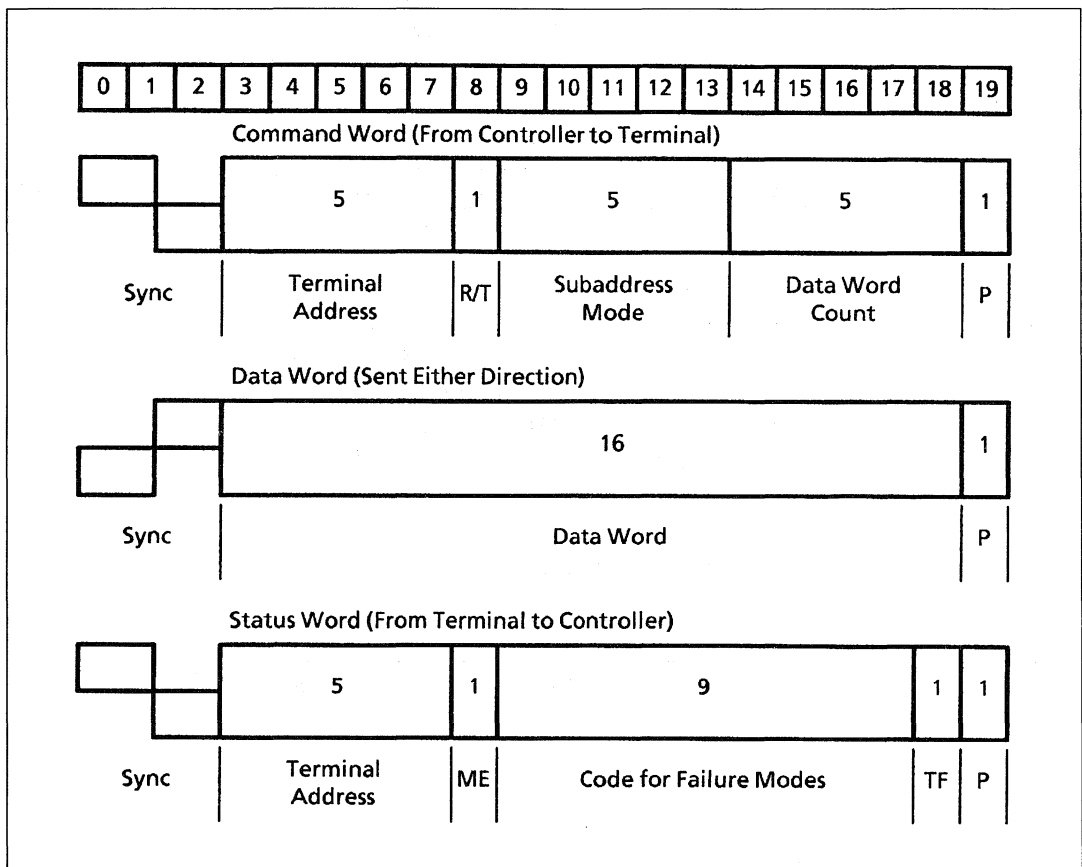 0 1 2 3 4 5 6 7 8 9 10 11 12 13 14 15 16 17 18 19
Command Word (From Controller to Terminal)
5 1 5 5 1
Sync Terminal Address R/T Subaddress Mode Data Word Count P
Data Word (Sent Either Direction)
16 1
Sync Data Word P
Status Word (From Terminal to Controller)
5 1 9 1 1
Sync Terminal Address ME Code for Failure Modes TF P